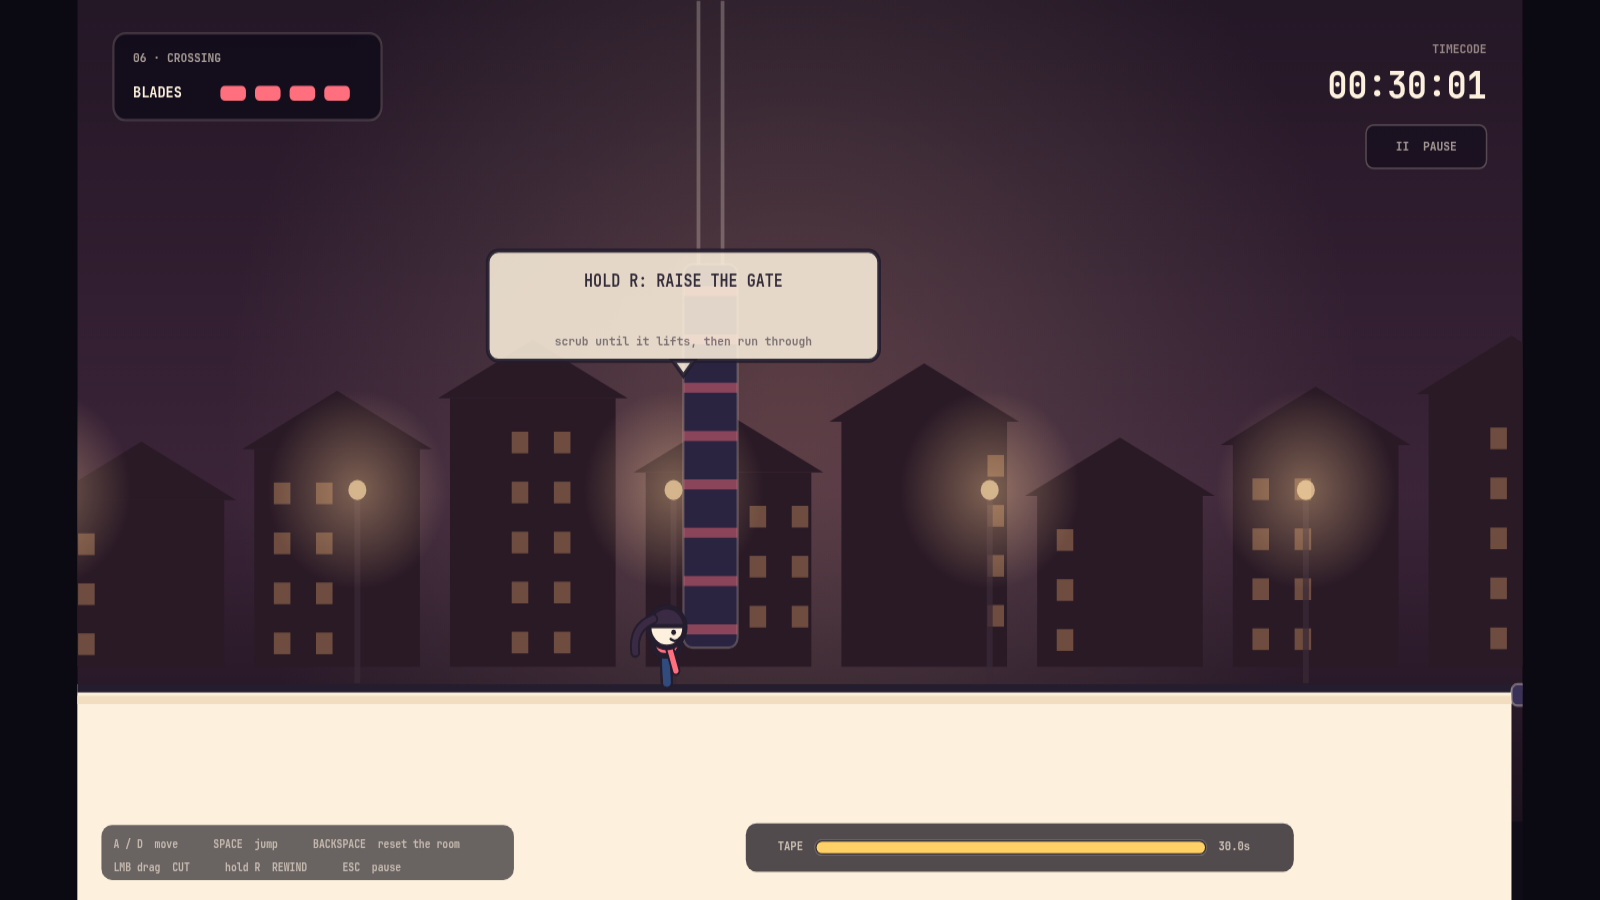 06 · CROSSING
BLADES
TIMECODE
00:30:01
II PAUSE
HOLD R: RAISE THE GATE
scrub until it lifts, then run through
A / D move SPACE jump BACKSPACE reset the room
LMB drag CUT hold R REWIND ESC pause
TAPE 30.0s